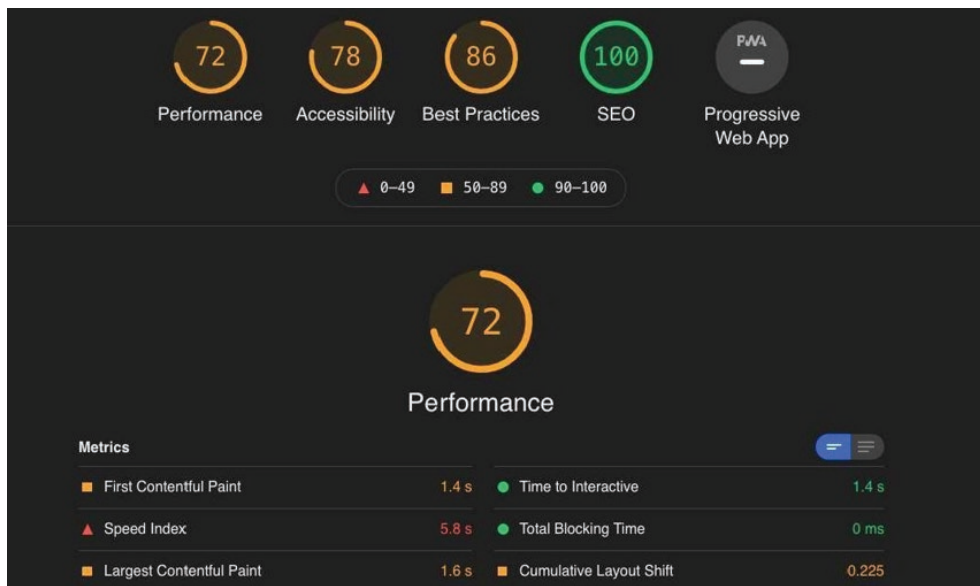 72 78 86 100 PWA
Performance Accessibility Best Practices SEO Progressive Web App
0–49 50–89 90–100
72
Performance
Metrics
First Contentful Paint 1.4 s
Time to Interactive 1.4 s
Speed Index 5.8 s
Total Blocking Time 0 ms
Largest Contentful Paint 1.6 s
Cumulative Layout Shift 0.225